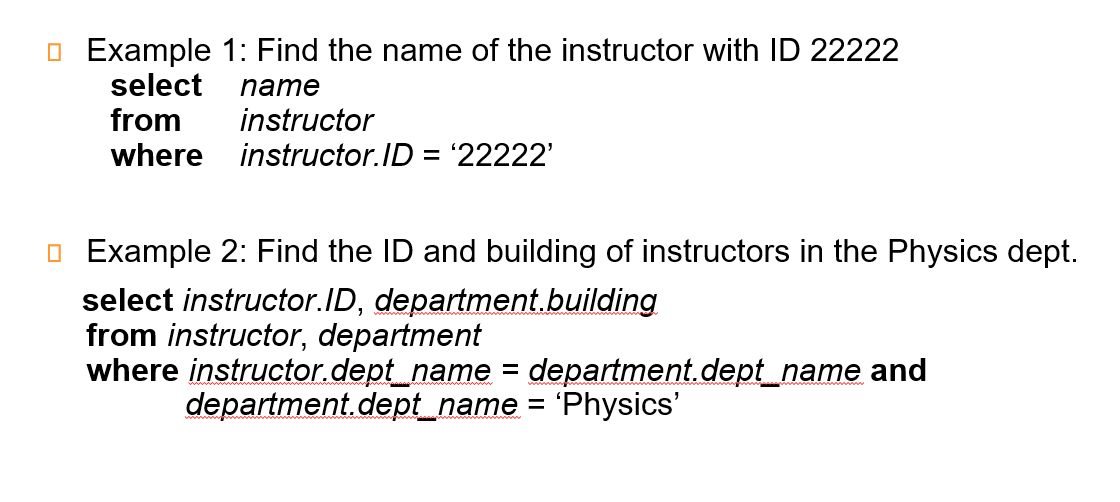 Example 1: Find the name of the instructor with ID 22222
select name
from instructor
where instructor.ID = ‘22222’
Example 2: Find the ID and building of instructors in the Physics dept.
select instructor.ID, department.building
from instructor, department
where instructor.dept_name = department.dept_name and
department.dept_name = ‘Physics’